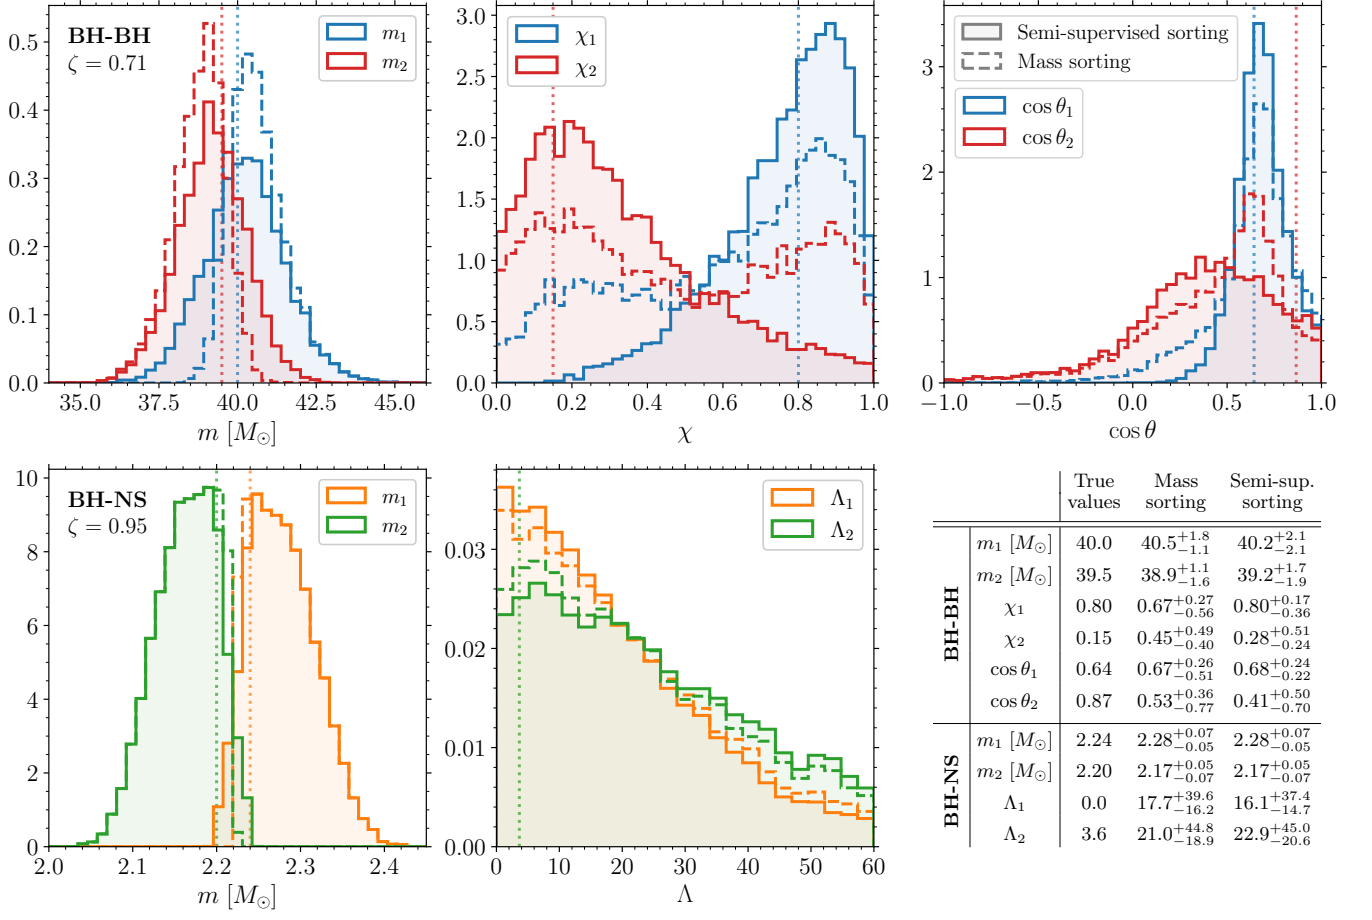 BH-BH
ζ = 0.71
m₁
m₂
0.0
0.1
0.2
0.3
0.4
0.5
35.0 37.5 40.0 42.5 45.0
m [M⊙]
χ₁
χ₂
0.0
0.5
1.0
1.5
2.0
2.5
3.0
0.0 0.2 0.4 0.6 0.8 1.0
χ
Semi-supervised sorting
Mass sorting
cos θ₁
cos θ₂
0
1
2
3
−1.0 −0.5 0.0 0.5 1.0
cos θ
BH-NS
ζ = 0.95
m₁
m₂
0
2
4
6
8
10
2.0 2.1 2.2 2.3 2.4
m [M⊙]
Λ₁
Λ₂
0.00
0.01
0.02
0.03
0 10 20 30 40 50 60
Λ
True values Mass sorting Semi-sup. sorting
BH-BH
m₁ [M⊙] 40.0 40.5 +1.8 −1.1 40.2 +2.1 −2.1
m₂ [M⊙] 39.5 38.9 +1.1 −1.6 39.2 +1.7 −1.9
χ₁ 0.80 0.67 +0.27 −0.56 0.80 +0.17 −0.36
χ₂ 0.15 0.45 +0.49 −0.40 0.28 +0.51 −0.24
cos θ₁ 0.64 0.67 +0.26 −0.51 0.68 +0.24 −0.22
cos θ₂ 0.87 0.53 +0.36 −0.77 0.41 +0.50 −0.70
BH-NS
m₁ [M⊙] 2.24 2.28 +0.07 −0.05 2.28 +0.07 −0.05
m₂ [M⊙] 2.20 2.17 +0.05 −0.07 2.17 +0.05 −0.07
Λ₁ 0.0 17.7 +39.6 −16.2 16.1 +37.4 −14.7
Λ₂ 3.6 21.0 +44.8 −18.9 22.9 +45.0 −20.6